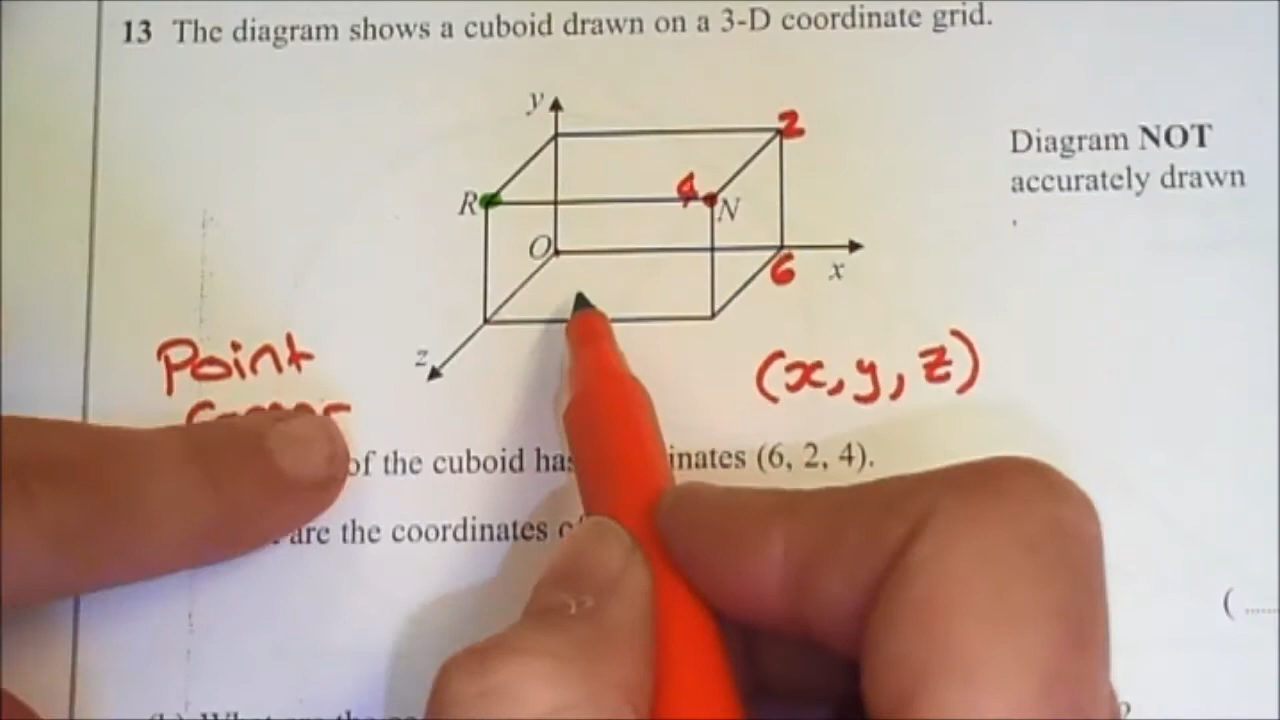 13 The diagram shows a cuboid drawn on a 3-D coordinate grid.
y
2
Diagram NOT
accurately drawn
R
4
N
O
6
x
z
Point
(x, y, z)
of the cuboid has inates (6, 2, 4).
are the coordinates
( ......